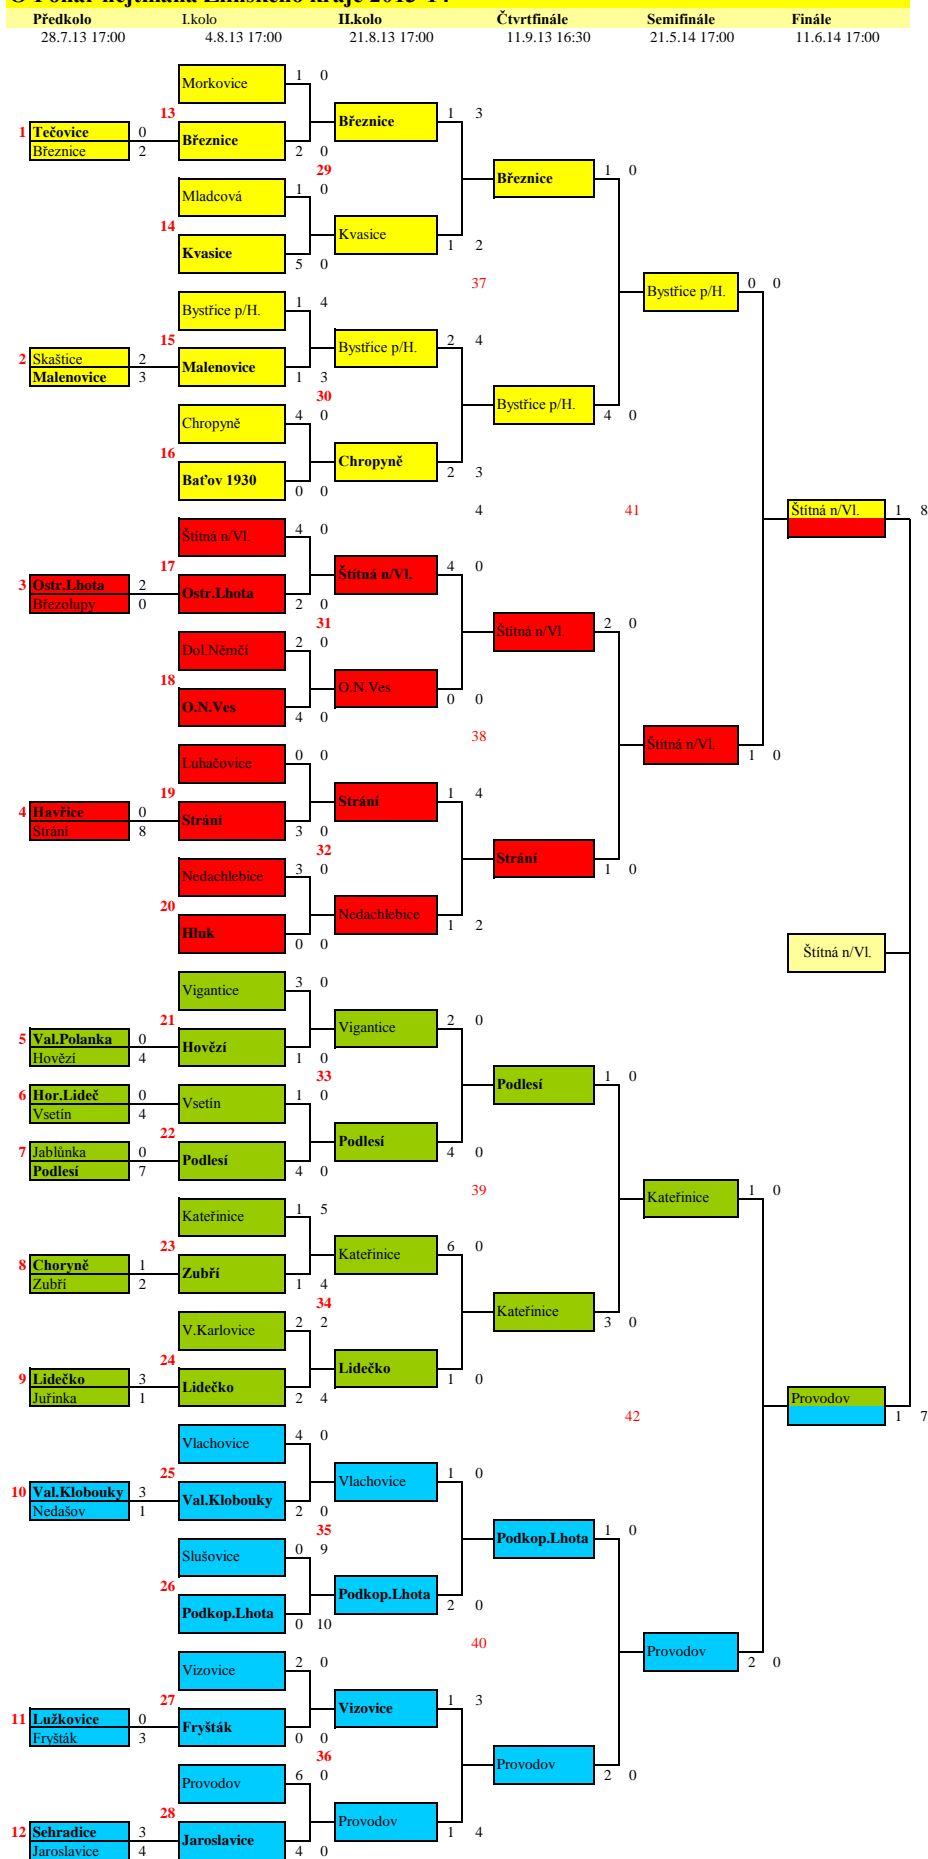 Předkolo I.kolo II.kolo Čtvrtfinále Semifinále Finále
28.7.13 17:00 4.8.13 17:00 21.8.13 17:00 11.9.13 16:30 21.5.14 17:00 11.6.14 17:00
Morkovice 1 0
13 Březnice 1 3
1 Tečovice 0 Březnice
Březnice 2 2 0
29 Březnice 1 0
Mladcová 1 0
14 Kvasice
Kvasice 1 2
5 0
37 Bystřice p/H. 0 0
Bystřice p/H. 1 4
15 Bystřice p/H. 2 4
2 Skaštice 2 Malenovice
Malenovice 3 1 3
30 Bystřice p/H.
Chropyně 4 0 4 0
16 Chropyně
Baťov 1930 2 3
0 0
4 41 Štítná n/Vl. 1 8
Štítná n/Vl. 4 0
17 Štítná n/Vl. 4 0
3 Ostr.Lhota 2 Ostr.Lhota
Březolupy 0 2 0
31 Štítná n/Vl. 2 0
Dol.Němčí 2 0
18 O.N.Ves
O.N.Ves 0 0
4 0
38 Štítná n/Vl.
Luhačovice 0 0 1 0
19 Strání 1 4
4 Havřice 0 Strání
Strání 8 3 0
32 Strání
Nedachlebice 3 0 1 0
20 Nedachlebice
Hluk 1 2
0 0
Štítná n/Vl.
Vigantice 3 0
21 Vigantice 2 0
5 Val.Polanka 0 Hovězí
Hovězí 4 1 0
33 Podlesí 1 0
6 Hor.Lideč 0 Vsetín 1 0
Vsetín 4
22 Podlesí
7 Jablůnka 0 Podlesí 4 0
Podlesí 7 4 0
39 Kateřinice 1 0
Kateřinice 1 5
23 Kateřinice 6 0
8 Choryně 1 Zubří
Zubří 2 1 4
34 Kateřinice
V.Karlovice 2 2 3 0
24 Lidečko
9 Lidečko 3 Lidečko 1 0
Juřinka 1 2 4
Provodov
42 1 7
Vlachovice 4 0
25 Vlachovice 1 0
10 Val.Klobouky 3 Val.Klobouky
Nedašov 1 2 0
35 Podkop.Lhota 1 0
Slušovice 0 9
26 Podkop.Lhota
Podkop.Lhota 2 0
0 10
40 Provodov
Vizovice 2 0 2 0
27 Vizovice 1 3
11 Lužkovice 0 Fryšták
Fryšták 3 0 0
36 Provodov
Provodov 6 0 2 0
28 Provodov
12 Sehradice 3 Jaroslavice 1 4
Jaroslavice 4 4 0